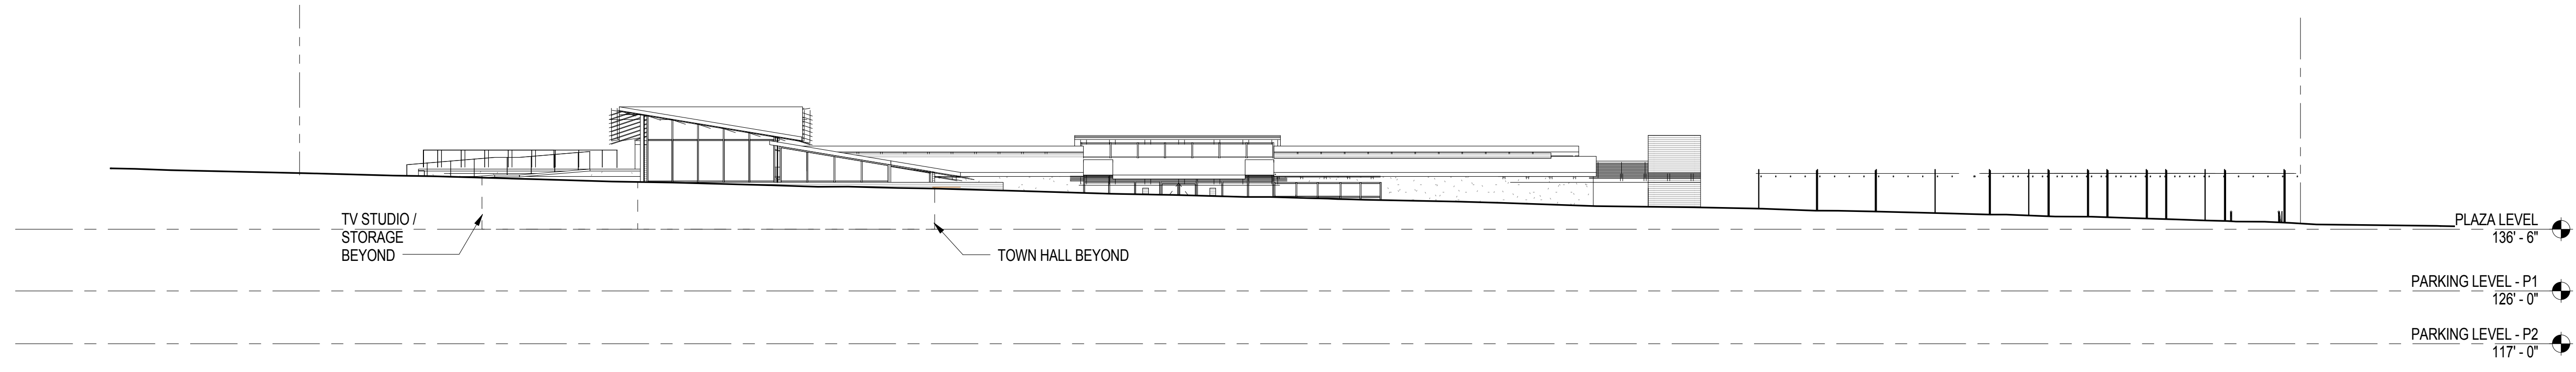 TV STUDIO /
STORAGE
BEYOND
TOWN HALL BEYOND
PLAZA LEVEL
136' - 6"
PARKING LEVEL - P1
126' - 0"
PARKING LEVEL - P2
117' - 0"